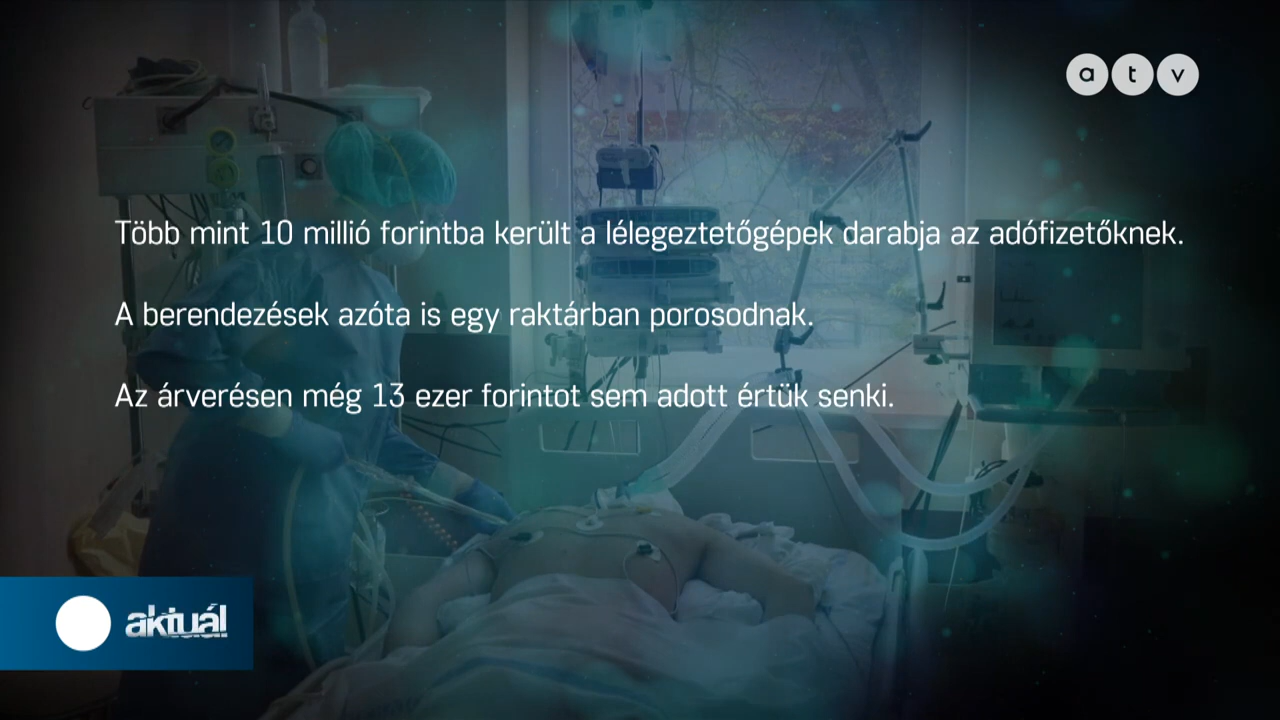 atv
Több mint 10 millió forintba került a lélegeztetőgépek darabja az adófizetőknek.
A berendezések azóta is egy raktárban porosodnak.
Az árverésen még 13 ezer forintot sem adott értük senki.
aktuál